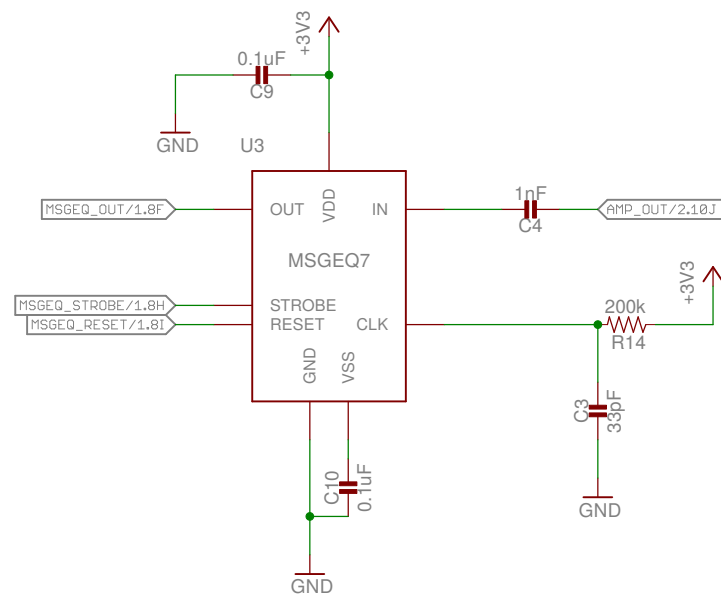 +3V3
0.1uF
C9
GND
U3
MSGEQ_OUT/1.8F
OUT
VDD
IN
1nF
C4
AMP_OUT/2.10J
MSGEQ7
+3V3
MSGEQ_STROBE/1.8H
STROBE
MSGEQ_RESET/1.8I
RESET
CLK
200k
R14
GND
VSS
C3
33pF
C10
0.1uF
GND
GND